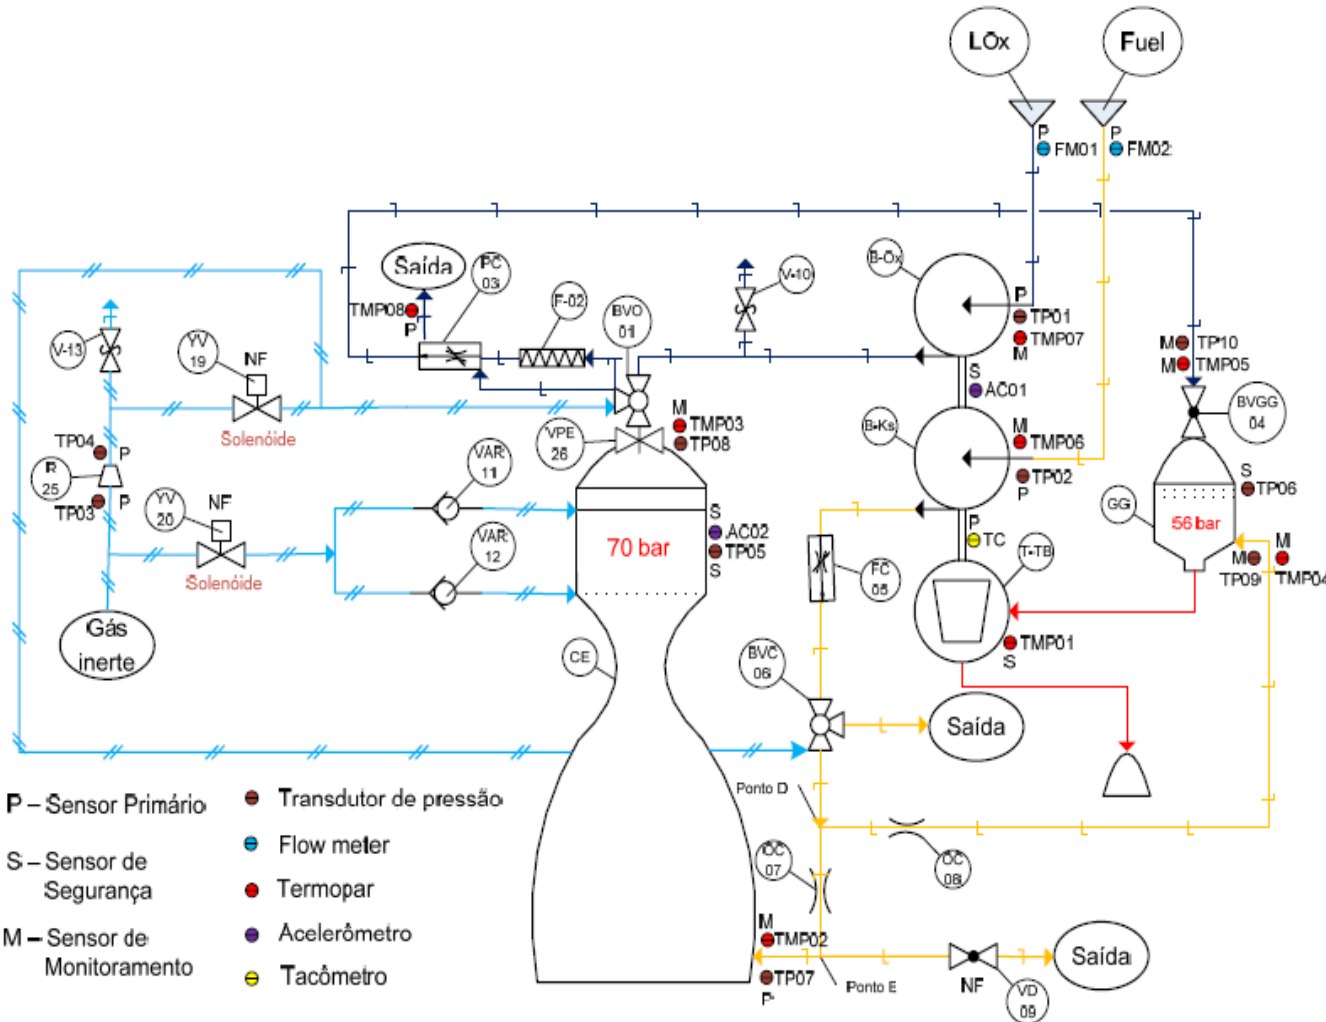 LOx
Fuel
P
FM01
P
FM02
Saída
PC
03
TMP08
P
F-02
BVO
01
V-10
B-Ox
P
TP01
TMP07
M
V-13
YV
19
NF
Solenóide
M
TP10
M
TMP05
BVGG
04
S
AC01
VPE
26
M
TMP03
TP08
B-Ks
M
TMP06
TP02
P
TP04
P
R
25
TP03
P
YV
20
NF
Solenóide
VAR
11
VAR
12
S
AC02
TP05
S
70 bar
P
TC
FC
05
T-TB
GG
S
TP06
56 bar
M
TP09
M
TMP04
TMP01
S
Gás
inerte
CE
BVC
06
Saída
Ponto D
OC
07
OC
08
M
TMP02
TP07
P
Ponto E
NF
VD
09
Saída
P – Sensor Primário
S – Sensor de
Segurança
M – Sensor de
Monitoramento
Transdutor de pressão
Flow meter
Termopar
Acelerômetro
Tacômetro